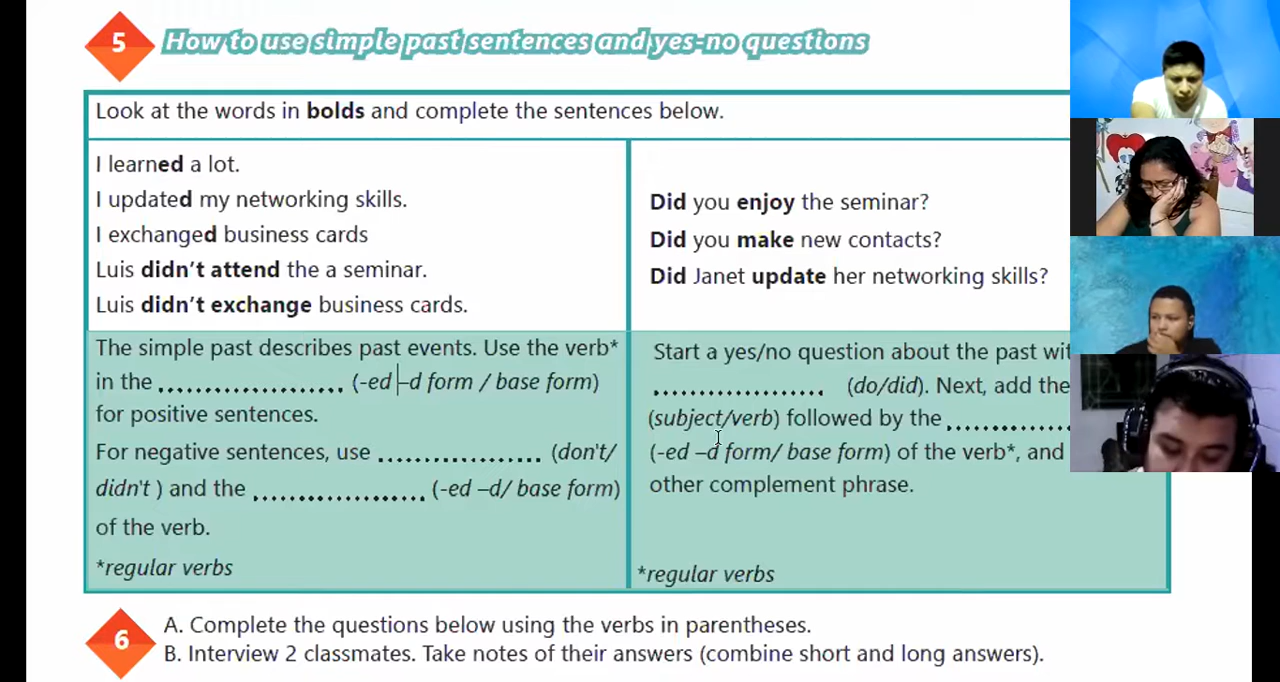 5
How to use simple past sentences and yes-no questions
Look at the words in bolds and complete the sentences below.
I learned a lot.
I updated my networking skills.
I exchanged business cards
Luis didn't attend the a seminar.
Luis didn't exchange business cards.
Did you enjoy the seminar?
Did you make new contacts?
Did Janet update her networking skills?
The simple past describes past events. Use the verb*
in the .................... (-ed –d form / base form)
for positive sentences.
For negative sentences, use .................. (don't/
didn't ) and the ................... (-ed –d/ base form)
of the verb.
*regular verbs
Start a yes/no question about the past
................... (do/did). Next, add the
(subject/verb) followed by the ..............
(-ed –d form/ base form) of the verb*, and
other complement phrase.
*regular verbs
6
A. Complete the questions below using the verbs in parentheses.
B. Interview 2 classmates. Take notes of their answers (combine short and long answers).